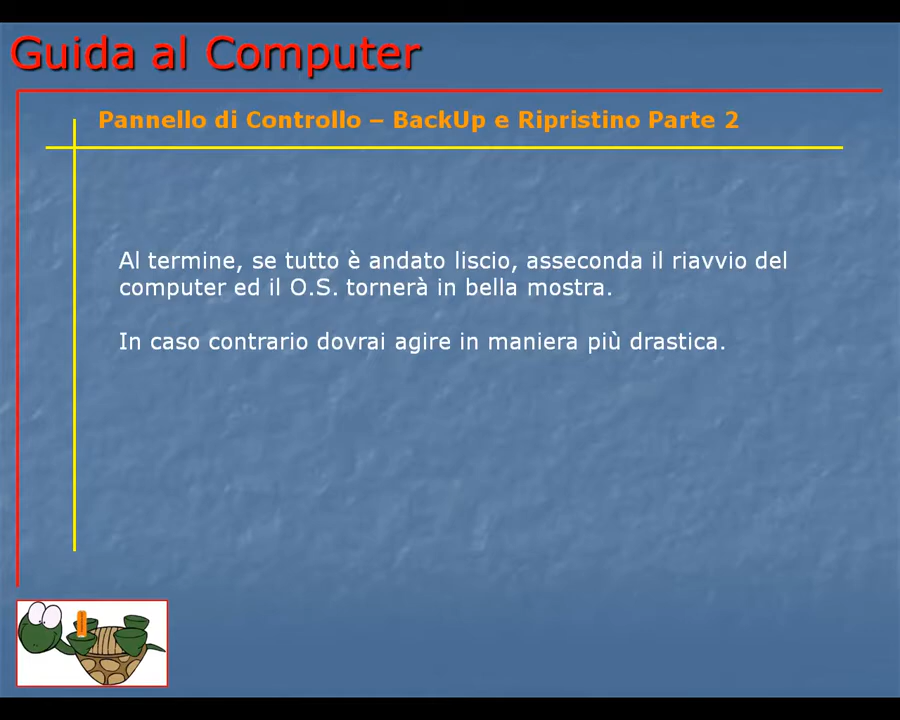 Guida al Computer
Pannello di Controllo – BackUp e Ripristino Parte 2
Al termine, se tutto è andato liscio, asseconda il riavvio del
computer ed il O.S. tornerà in bella mostra.
In caso contrario dovrai agire in maniera più drastica.